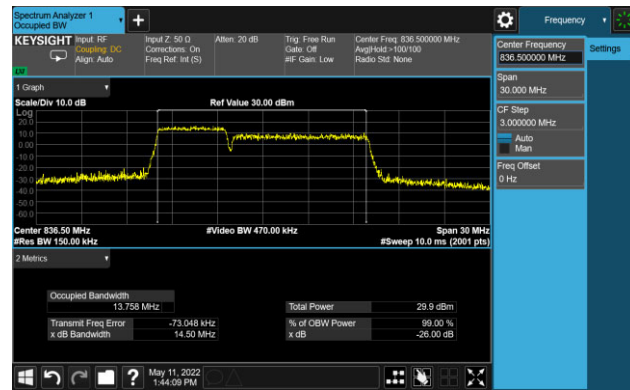 Spectrum Analyzer 1
Occupied BW
Frequency
KEYSIGHT
Input: RF
Coupling: DC
Align: Auto
Input Z: 50 Ω
Corrections: On
Freq Ref: Int (S)
Atten: 20 dB
Trig: Free Run
Gate: Off
#IF Gain: Low
Center Freq: 836.500000 MHz
Avg|Hold:>100/100
Radio Std: None
Center Frequency
836.500000 MHz
Settings
Span
30.000 MHz
CF Step
3.000000 MHz
Auto
Man
Freq Offset
0 Hz
1 Graph
Scale/Div 10.0 dB
Ref Value 30.00 dBm
Log
20.0
10.0
0.00
-10.0
-20.0
-30.0
-40.0
-50.0
-60.0
Center 836.50 MHz
#Video BW 470.00 kHz
Span 30 MHz
#Res BW 150.00 kHz
#Sweep 10.0 ms (2001 pts)
2 Metrics
Occupied Bandwidth
13.758 MHz
Total Power 29.9 dBm
Transmit Freq Error -73.048 kHz
% of OBW Power 99.00 %
x dB Bandwidth 14.50 MHz
x dB -26.00 dB
May 11, 2022
1:44:09 PM